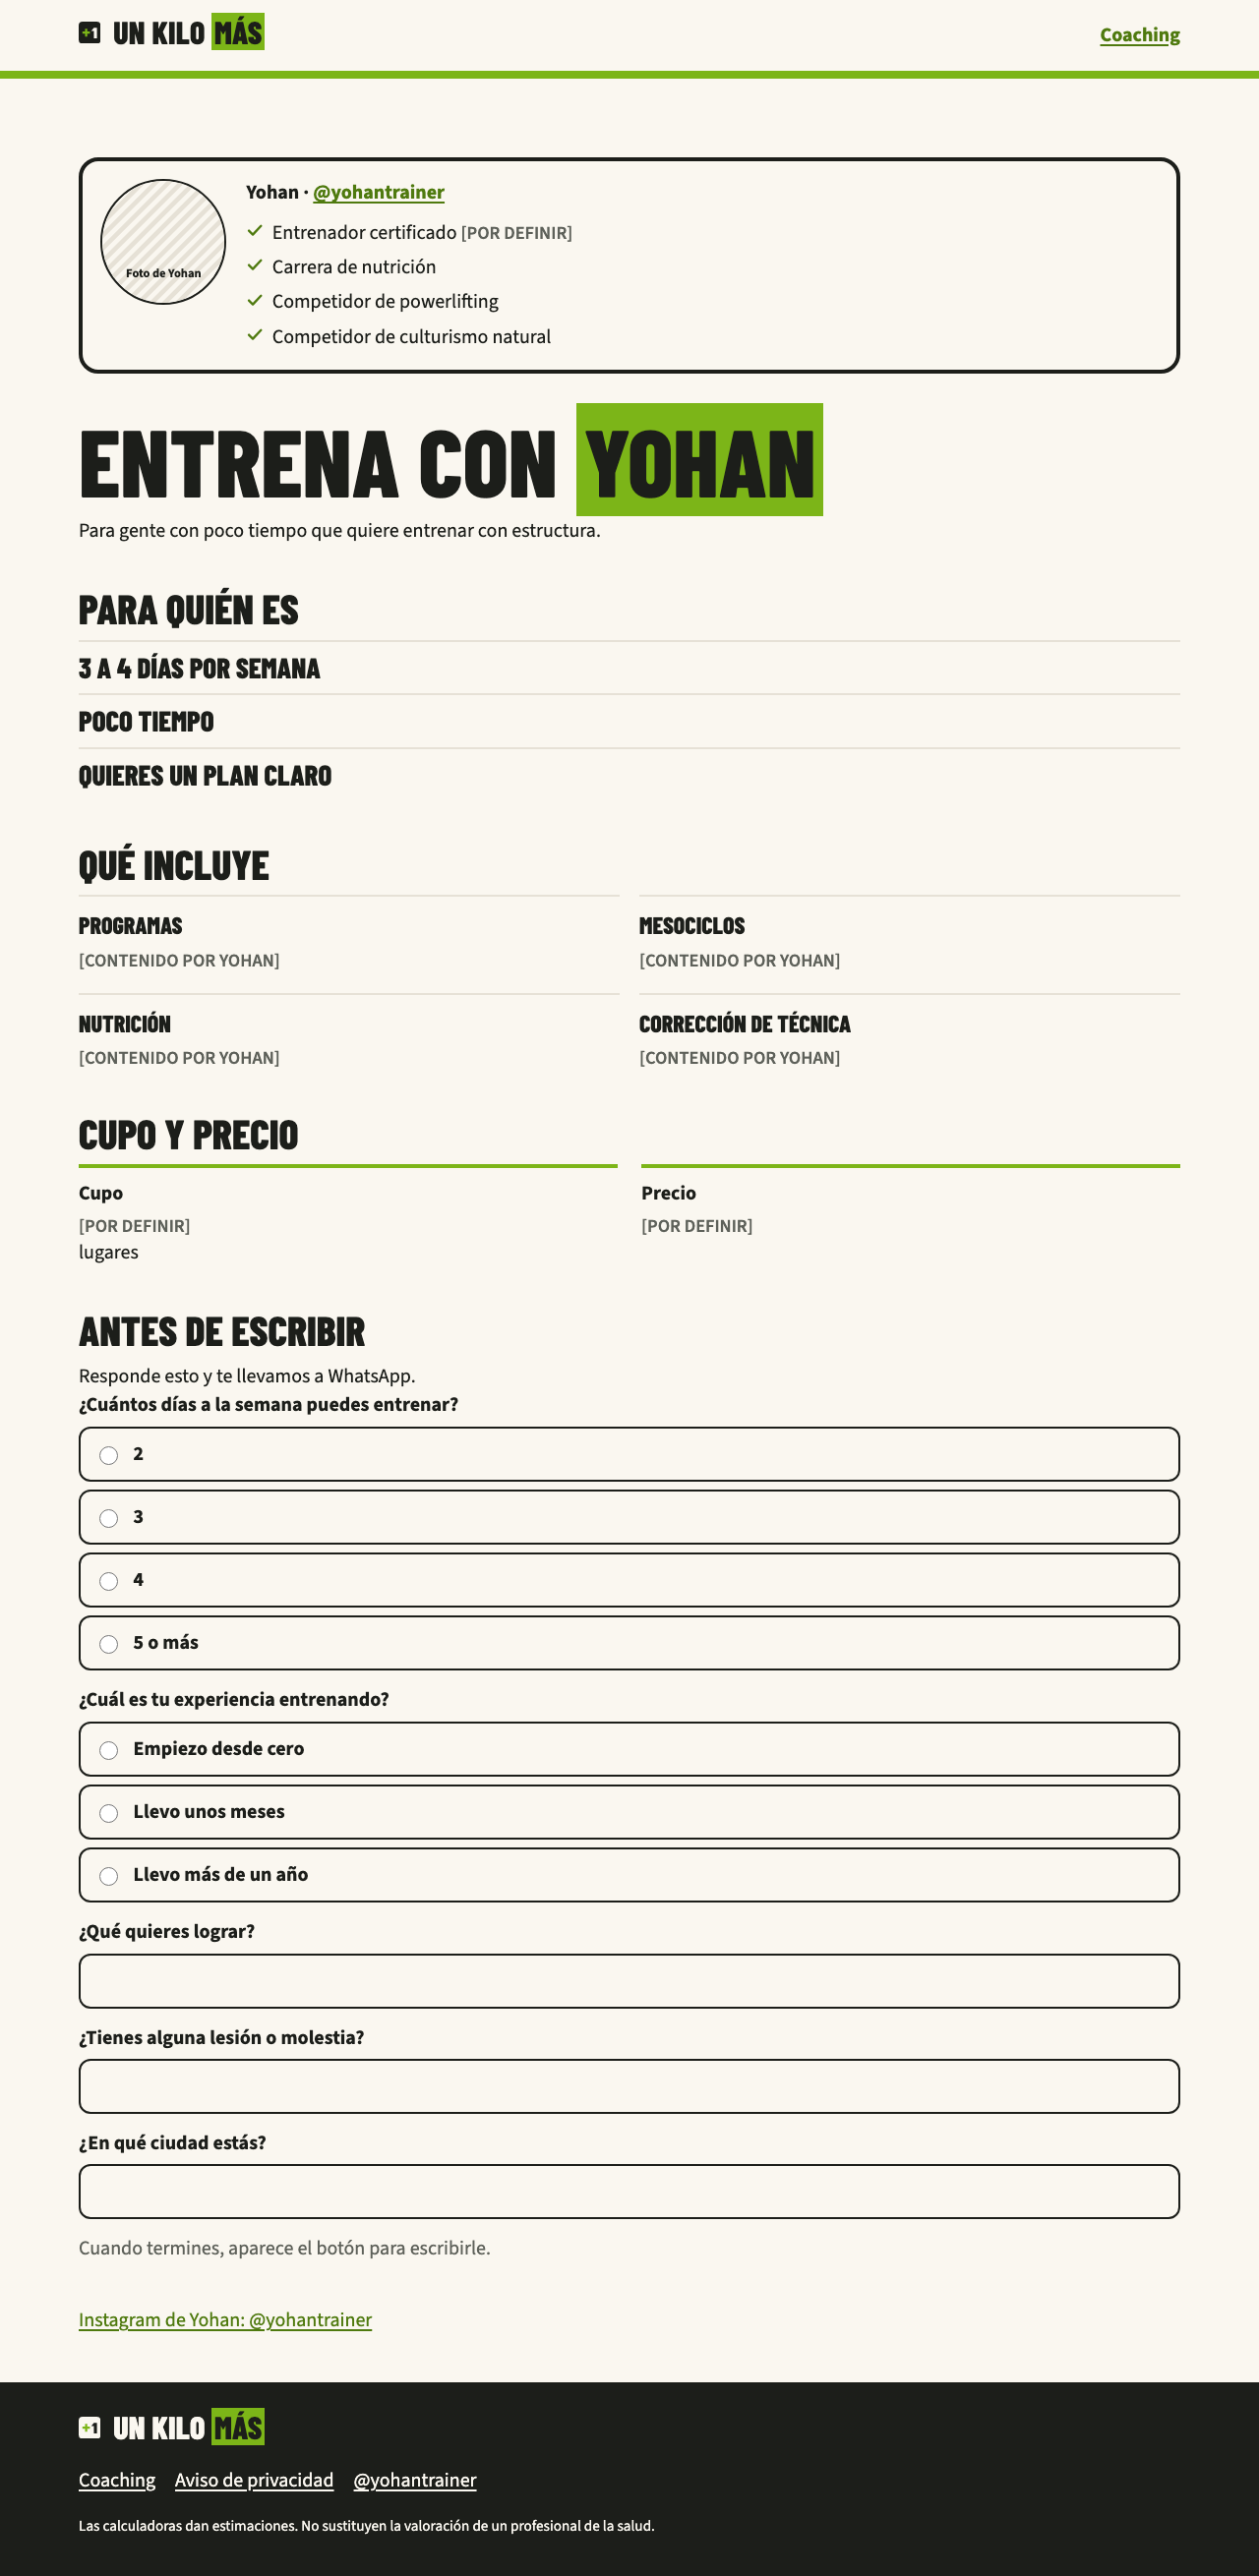 +1 UN KILO MÁS
Coaching
Foto de Yohan
Yohan · @yohantrainer
Entrenador certificado [POR DEFINIR]
Carrera de nutrición
Competidor de powerlifting
Competidor de culturismo natural
ENTRENA CON YOHAN
Para gente con poco tiempo que quiere entrenar con estructura.
PARA QUIÉN ES
3 A 4 DÍAS POR SEMANA
POCO TIEMPO
QUIERES UN PLAN CLARO
QUÉ INCLUYE
PROGRAMAS
[CONTENIDO POR YOHAN]
MESOCICLOS
[CONTENIDO POR YOHAN]
NUTRICIÓN
[CONTENIDO POR YOHAN]
CORRECCIÓN DE TÉCNICA
[CONTENIDO POR YOHAN]
CUPO Y PRECIO
Cupo
[POR DEFINIR]
lugares
Precio
[POR DEFINIR]
ANTES DE ESCRIBIR
Responde esto y te llevamos a WhatsApp.
¿Cuántos días a la semana puedes entrenar?
2
3
4
5 o más
¿Cuál es tu experiencia entrenando?
Empiezo desde cero
Llevo unos meses
Llevo más de un año
¿Qué quieres lograr?
¿Tienes alguna lesión o molestia?
¿En qué ciudad estás?
Cuando termines, aparece el botón para escribirle.
Instagram de Yohan: @yohantrainer
+1 UN KILO MÁS
Coaching Aviso de privacidad @yohantrainer
Las calculadoras dan estimaciones. No sustituyen la valoración de un profesional de la salud.